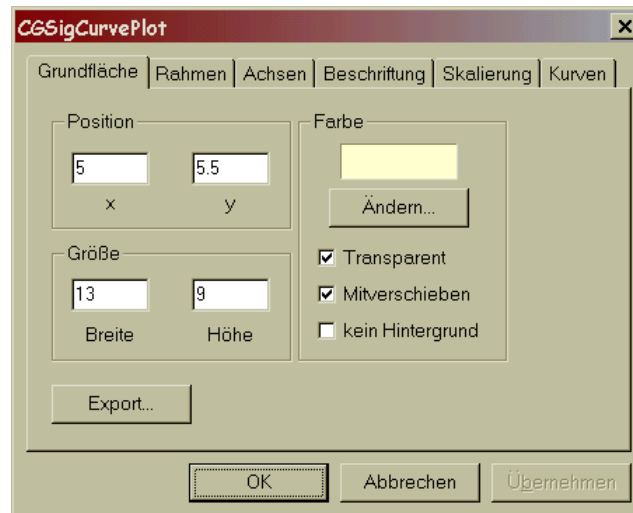 CGSigCurvePlot
Grundfläche Rahmen Achsen Beschriftung Skalierung Kurven
Position
5 5.5
x y
Größe
13 9
Breite Höhe
Farbe
Ändern...
Transparent
Mitverschieben
kein Hintergrund
Export...
OK Abbrechen Übernehmen